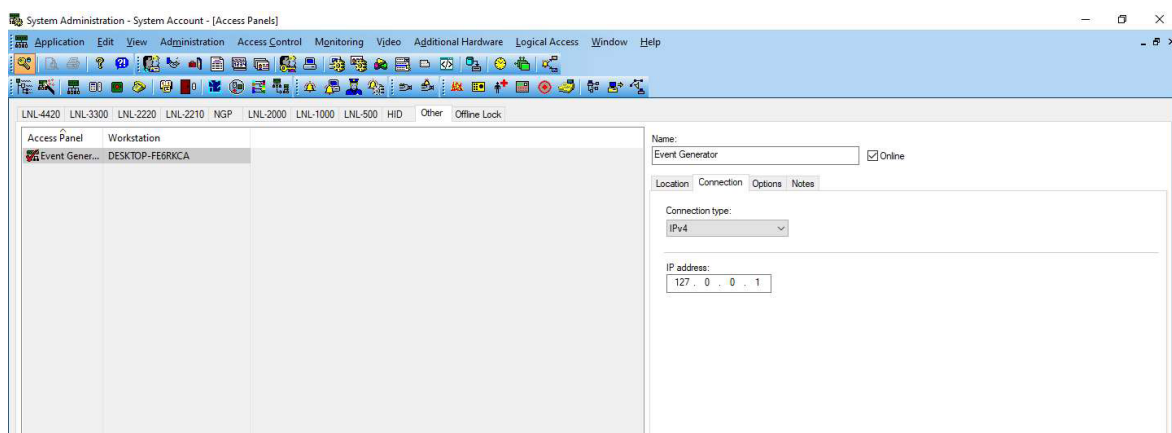 System Administration - System Account - [Access Panels]
Application Edit View Administration Access Control Monitoring Video Additional Hardware Logical Access Window Help
LNL-4420 LNL-3300 LNL-2220 LNL-2210 NGP LNL-2000 LNL-1000 LNL-500 HID Other Offline Lock
Access Panel Workstation
Event Gener... DESKTOP-FE6RKCA
Name:
Event Generator Online
Location Connection Options Notes
Connection type:
IPv4
IP address:
127 . 0 . 0 . 1